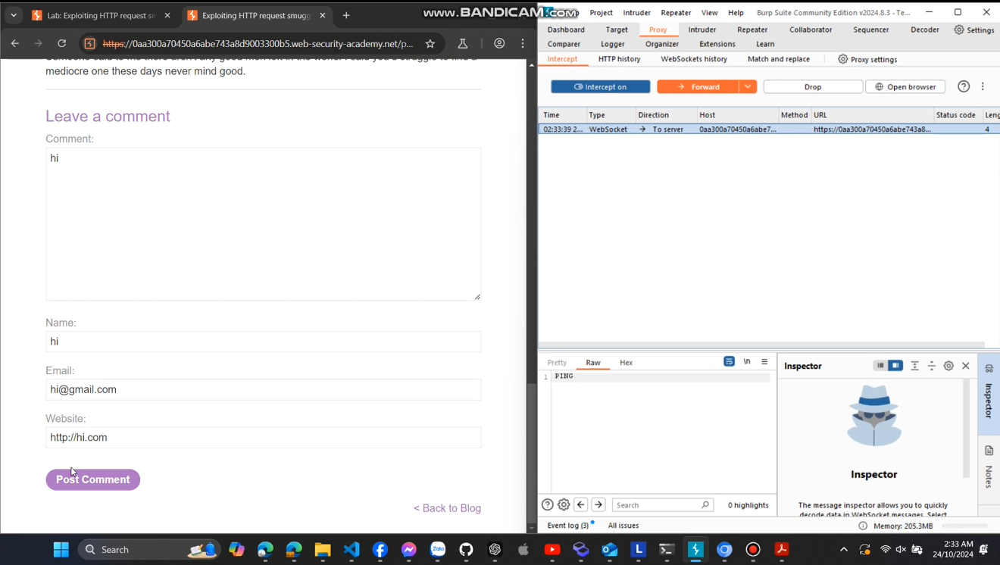 Lab: Exploiting HTTP request sn
Exploiting HTTP request smugg
www.BANDICAM.com
Project Intruder Repeater View Help Burp Suite Community Edition v2024.8.3 - Te...
https://0aa300a70450a6abe743a8d9003300b5.web-security-academy.net/p...
Dashboard Target Proxy Intruder Repeater Collaborator Sequencer Decoder Settings
Comparer Logger Organizer Extensions Learn
Intercept HTTP history WebSockets history Match and replace Proxy settings
Intercept on Forward Drop Open browser
Time Type Direction Host Method URL Status code Leng
02:33:39 2... WebSocket → To server 0aa300a70450a6abe7... https://0aa300a70450a6abe743a8... 4
mediocre one these days never mind good.
Leave a comment
Comment:
hi
Name:
hi
Email:
hi@gmail.com
Website:
http://hi.com
Post Comment
< Back to Blog
Pretty Raw Hex \n
1 PING
Inspector
Inspector
The message inspector allows you to quickly
decode data in WebSocket messages. Select
Inspector
Notes
Search 0 highlights
Event log (3) All issues
Memory: 205.3MB
Search
Zalo
L
2:33 AM
24/10/2024